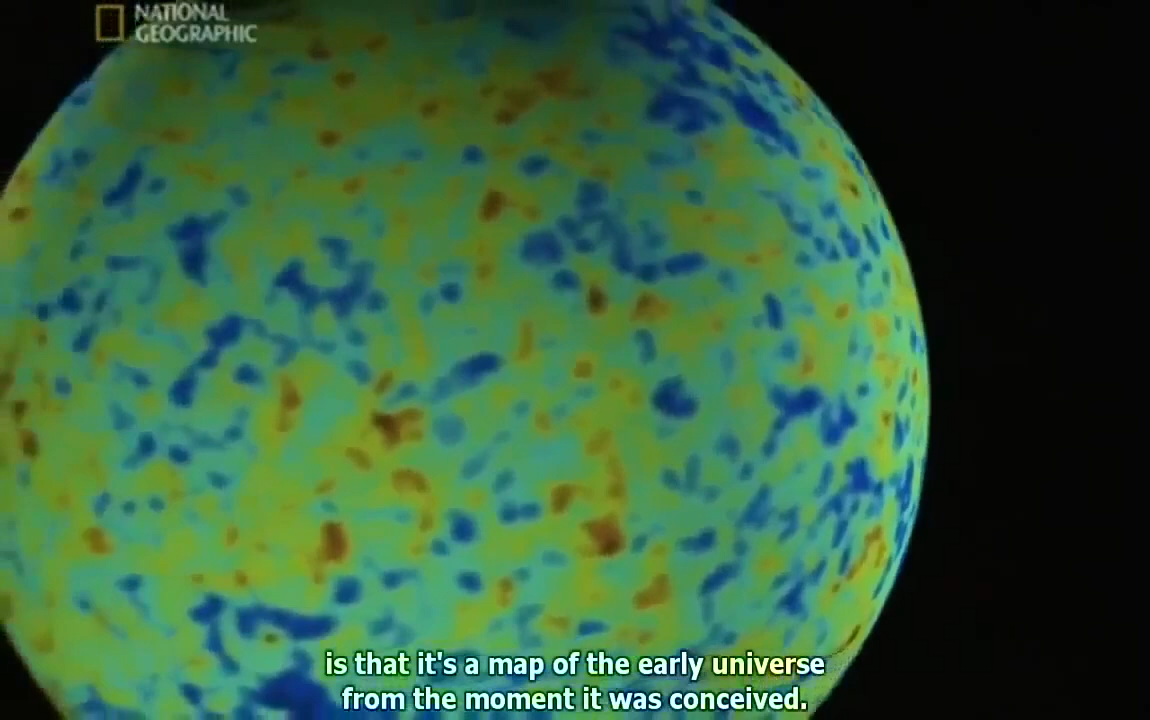 NATIONAL
GEOGRAPHIC
is that it's a map of the early universe
from the moment it was conceived.